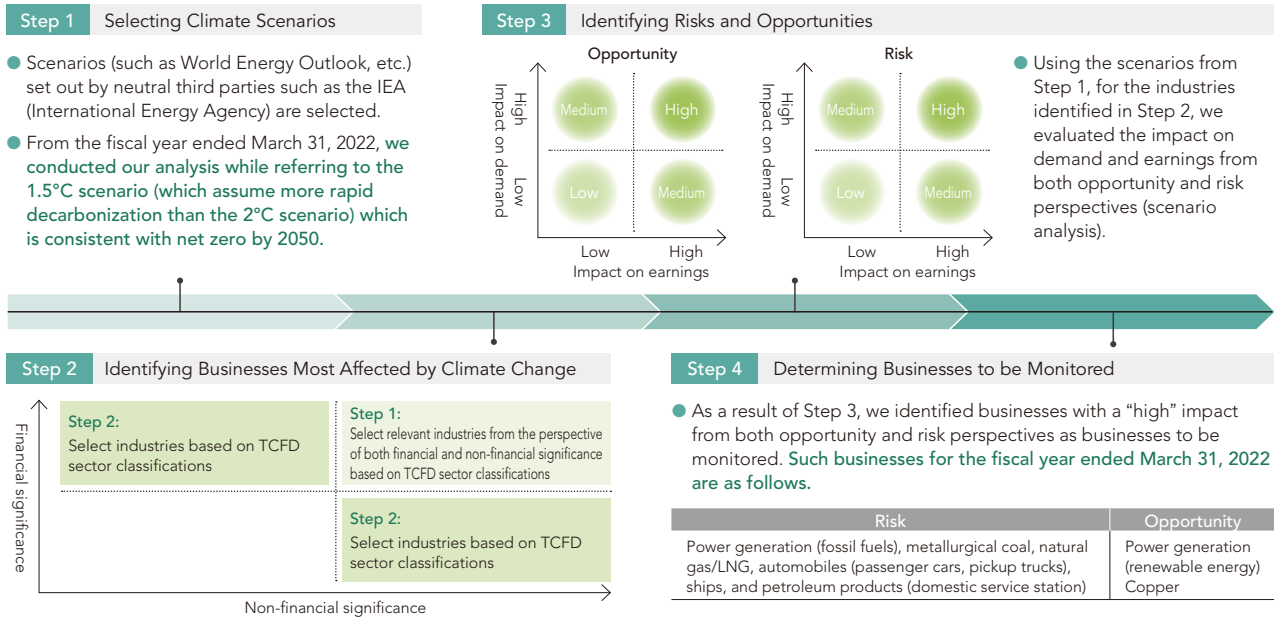 Step 1 Selecting Climate Scenarios
● Scenarios (such as World Energy Outlook, etc.)
set out by neutral third parties such as the IEA
(International Energy Agency) are selected.
● From the fiscal year ended March 31, 2022, we
conducted our analysis while referring to the
1.5°C scenario (which assume more rapid
decarbonization than the 2°C scenario) which
is consistent with net zero by 2050.
Step 3 Identifying Risks and Opportunities
Opportunity
High
Low
Impact on demand
Medium High
Low Medium
Low High
Impact on earnings
Risk
High
Low
Impact on demand
Medium High
Low Medium
Low High
Impact on earnings
● Using the scenarios from
Step 1, for the industries
identified in Step 2, we
evaluated the impact on
demand and earnings from
both opportunity and risk
perspectives (scenario
analysis).
Step 2 Identifying Businesses Most Affected by Climate Change
Financial significance
Step 2:
Select industries based on TCFD
sector classifications
Step 1:
Select relevant industries from the perspective
of both financial and non-financial significance
based on TCFD sector classifications
Step 2:
Select industries based on TCFD
sector classifications
Non-financial significance
Step 4 Determining Businesses to be Monitored
● As a result of Step 3, we identified businesses with a “high” impact
from both opportunity and risk perspectives as businesses to be
monitored. Such businesses for the fiscal year ended March 31, 2022
are as follows.
Risk Opportunity
Power generation (fossil fuels), metallurgical coal, natural
gas/LNG, automobiles (passenger cars, pickup trucks),
ships, and petroleum products (domestic service station)
Power generation
(renewable energy)
Copper